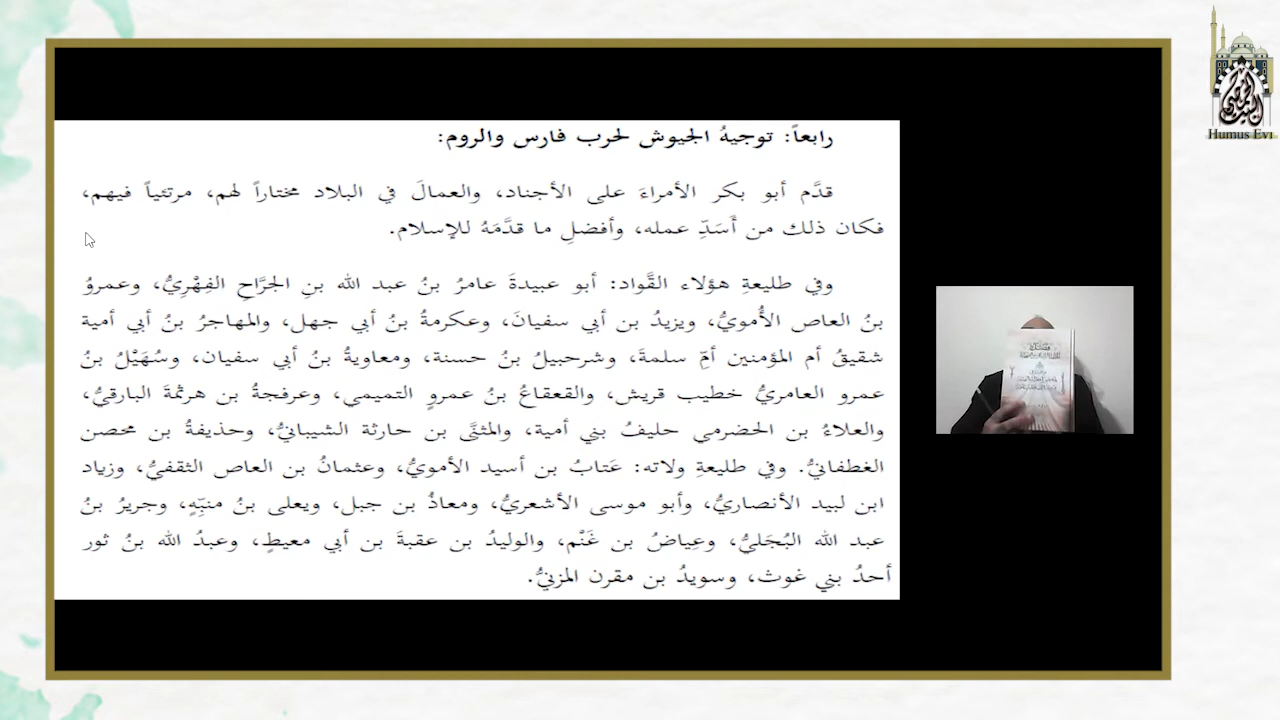 رابعاً: توجيهُ الجيوش لحرب فارس والروم:
قدَّم أبو بكر الأمراءَ على الأجناد، والعمالَ في البلاد مختاراً لهم، مرتئياً فيهم،
فكان ذلك من أَسَدِّ عمله، وأفضلِ ما قدَّمَهُ للإسلام.
وفي طليعةِ هؤلاء القَّواد: أبو عبيدةَ عامرُ بنُ عبد الله بنِ الجرَّاحِ الفِهْرِيُّ، وعمروُ
بنُ العاص الأُمويُّ، ويزيدُ بن أبي سفيانَ، وعكرمةُ بنُ أبي جهل، والمهاجرُ بنُ أبي أمية
شقيقُ أم المؤمنين أمِّ سلمةَ، وشرحبيلُ بنُ حسنة، ومعاويةُ بنُ أبي سفيان، وسُهَيْلُ بنُ
عمرو العامريُّ خطيب قريش، والقعقاعُ بنُ عمروٍ التميمي، وعرفجةُ بن هرثمةَ البارقيُّ،
والعلاءُ بن الحضرمي حليفُ بني أمية، والمثنَّى بن حارثة الشيبانيُّ، وحذيفةُ بن محصن
الغطفانيُّ. وفي طليعةِ ولاته: عَتابُ بن أسيد الأمويُّ، وعثمانُ بن العاص الثقفيُّ، وزياد
ابن لبيد الأنصاريُّ، وأبو موسى الأشعريُّ، ومعاذُ بن جبل، ويعلى بنُ منبِّهٍ، وجريرُ بنُ
عبد الله البُجَليُّ، وعِياضُ بن غَنْم، والوليدُ بن عقبةَ بن أبي معيطٍ، وعبدُ الله بنُ ثور
أحدُ بني غوث، وسويدُ بن مقرن المزنيُّ.
Humus Evi